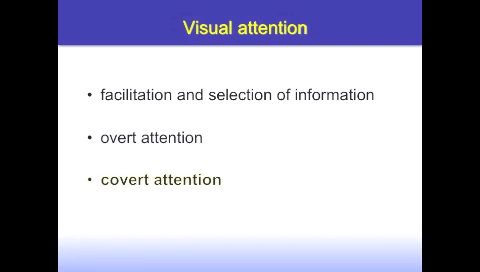 Visual attention
• facilitation and selection of information
• overt attention
• covert attention